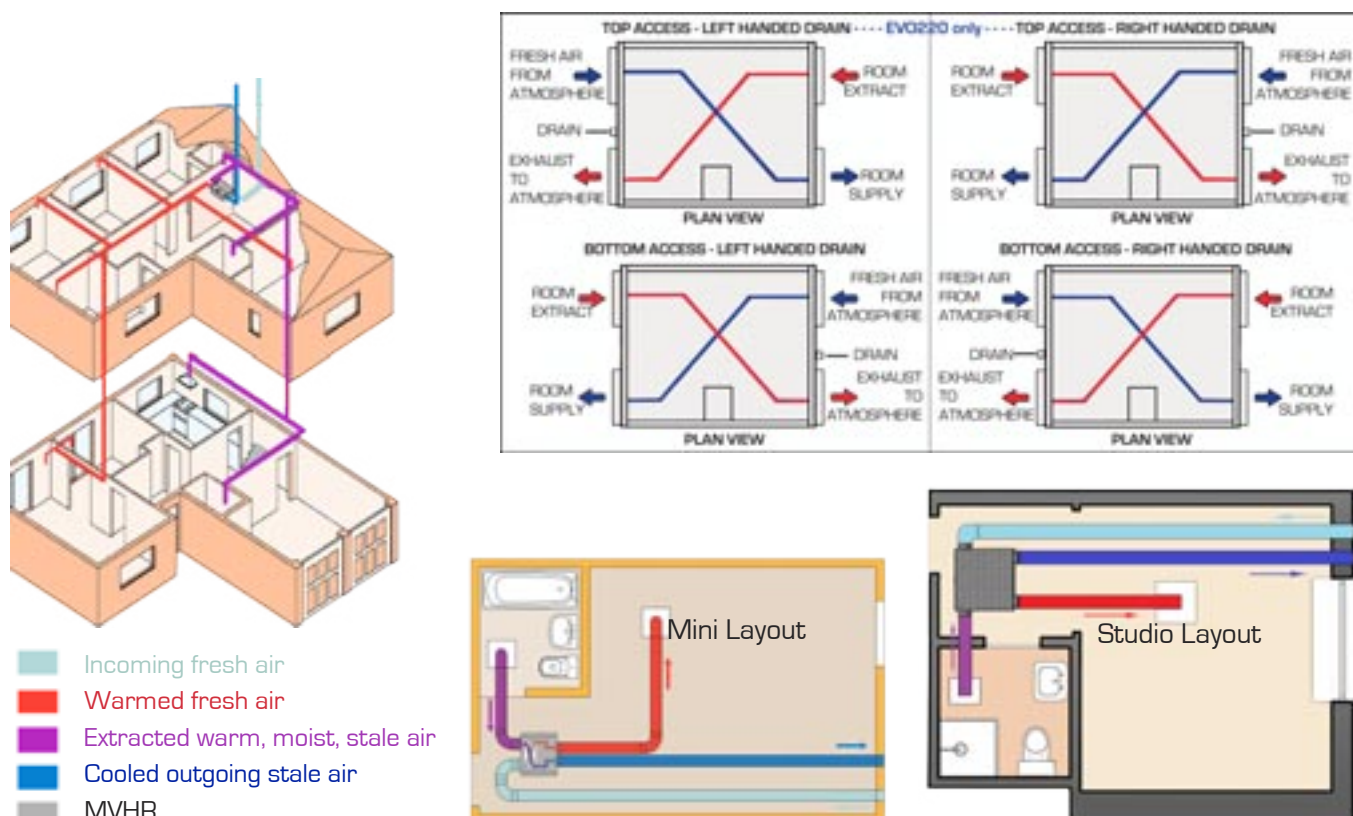 TOP ACCESS - LEFT HANDED DRAIN ---- EVO220 only ---- TOP ACCESS - RIGHT HANDED DRAIN
FRESH AIR
FROM
ATMOSPHERE
ROOM
EXTRACT
DRAIN
EXHAUST
TO
ATMOSPHERE
ROOM
SUPPLY
PLAN VIEW
ROOM
EXTRACT
FRESH AIR
FROM
ATMOSPHERE
DRAIN
ROOM
SUPPLY
EXHAUST
TO
ATMOSPHERE
PLAN VIEW
BOTTOM ACCESS - LEFT HANDED DRAIN
ROOM
EXTRACT
FRESH AIR
FROM
ATMOSPHERE
DRAIN
ROOM
SUPPLY
EXHAUST
TO
ATMOSPHERE
PLAN VIEW
BOTTOM ACCESS - RIGHT HANDED DRAIN
FRESH AIR
FROM
ATMOSPHERE
ROOM
EXTRACT
DRAIN
EXHAUST
TO
ATMOSPHERE
ROOM
SUPPLY
PLAN VIEW
Mini Layout
Studio Layout
Incoming fresh air
Warmed fresh air
Extracted warm, moist, stale air
Cooled outgoing stale air
MVHR